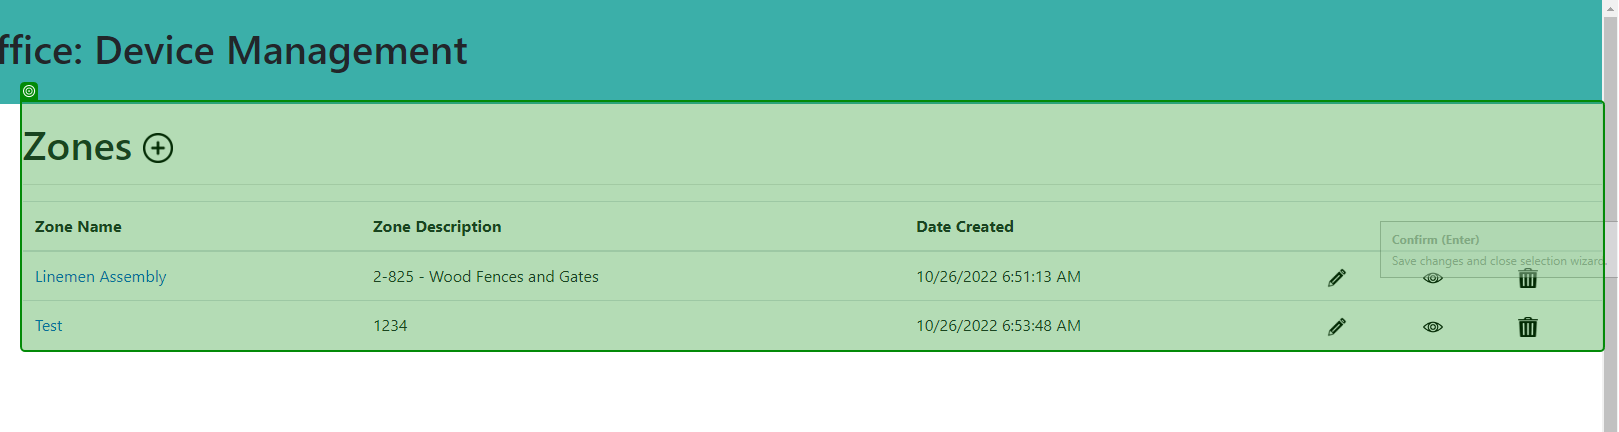 ffice: Device Management
Zones
Zone Name Zone Description Date Created
Confirm (Enter)
Save changes and close selection wizard.
Linemen Assembly 2-825 - Wood Fences and Gates 10/26/2022 6:51:13 AM
Test 1234 10/26/2022 6:53:48 AM